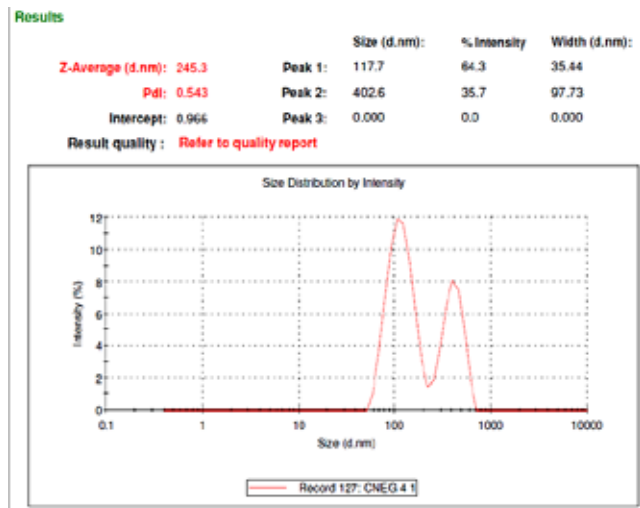 Results
Size (d.nm): % Intensity Width (d.nm):
Z-Average (d.nm): 245.3 Peak 1: 117.7 64.3 35.44
PdI: 0.543 Peak 2: 402.6 35.7 97.73
Intercept: 0.966 Peak 3: 0.000 0.0 0.000
Result quality : Refer to quality report
Size Distribution by Intensity
12
10
8
6
4
2
0
Intensity (%)
0.1 1 10 100 1000 10000
Size (d.nm)
Record 127: CNEG 4 1